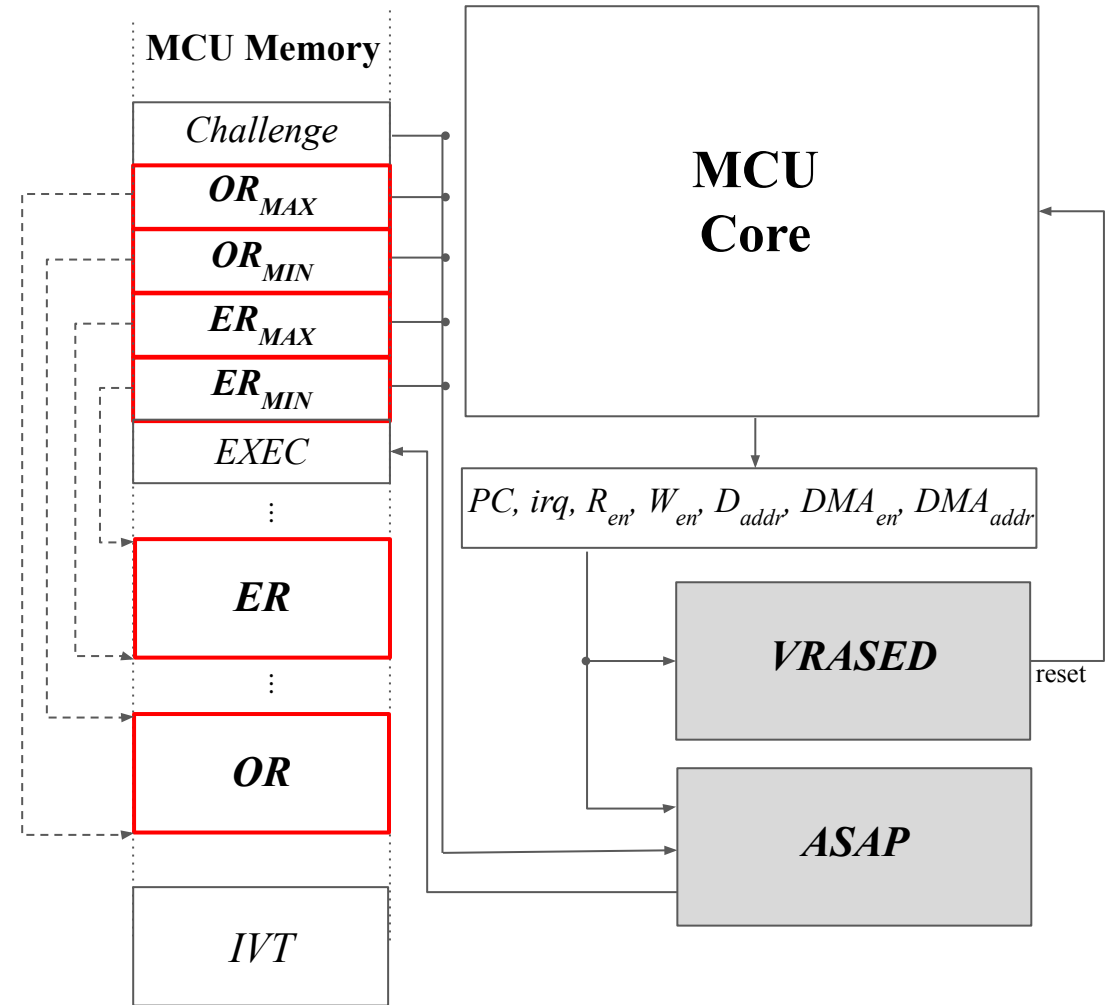 MCU Memory
Challenge
OR_MAX
OR_MIN
ER_MAX
ER_MIN
EXEC
⋮
ER
⋮
OR
IVT
MCU
Core
PC, irq, R_en, W_en, D_addr, DMA_en, DMA_addr
VRASED
reset
ASAP